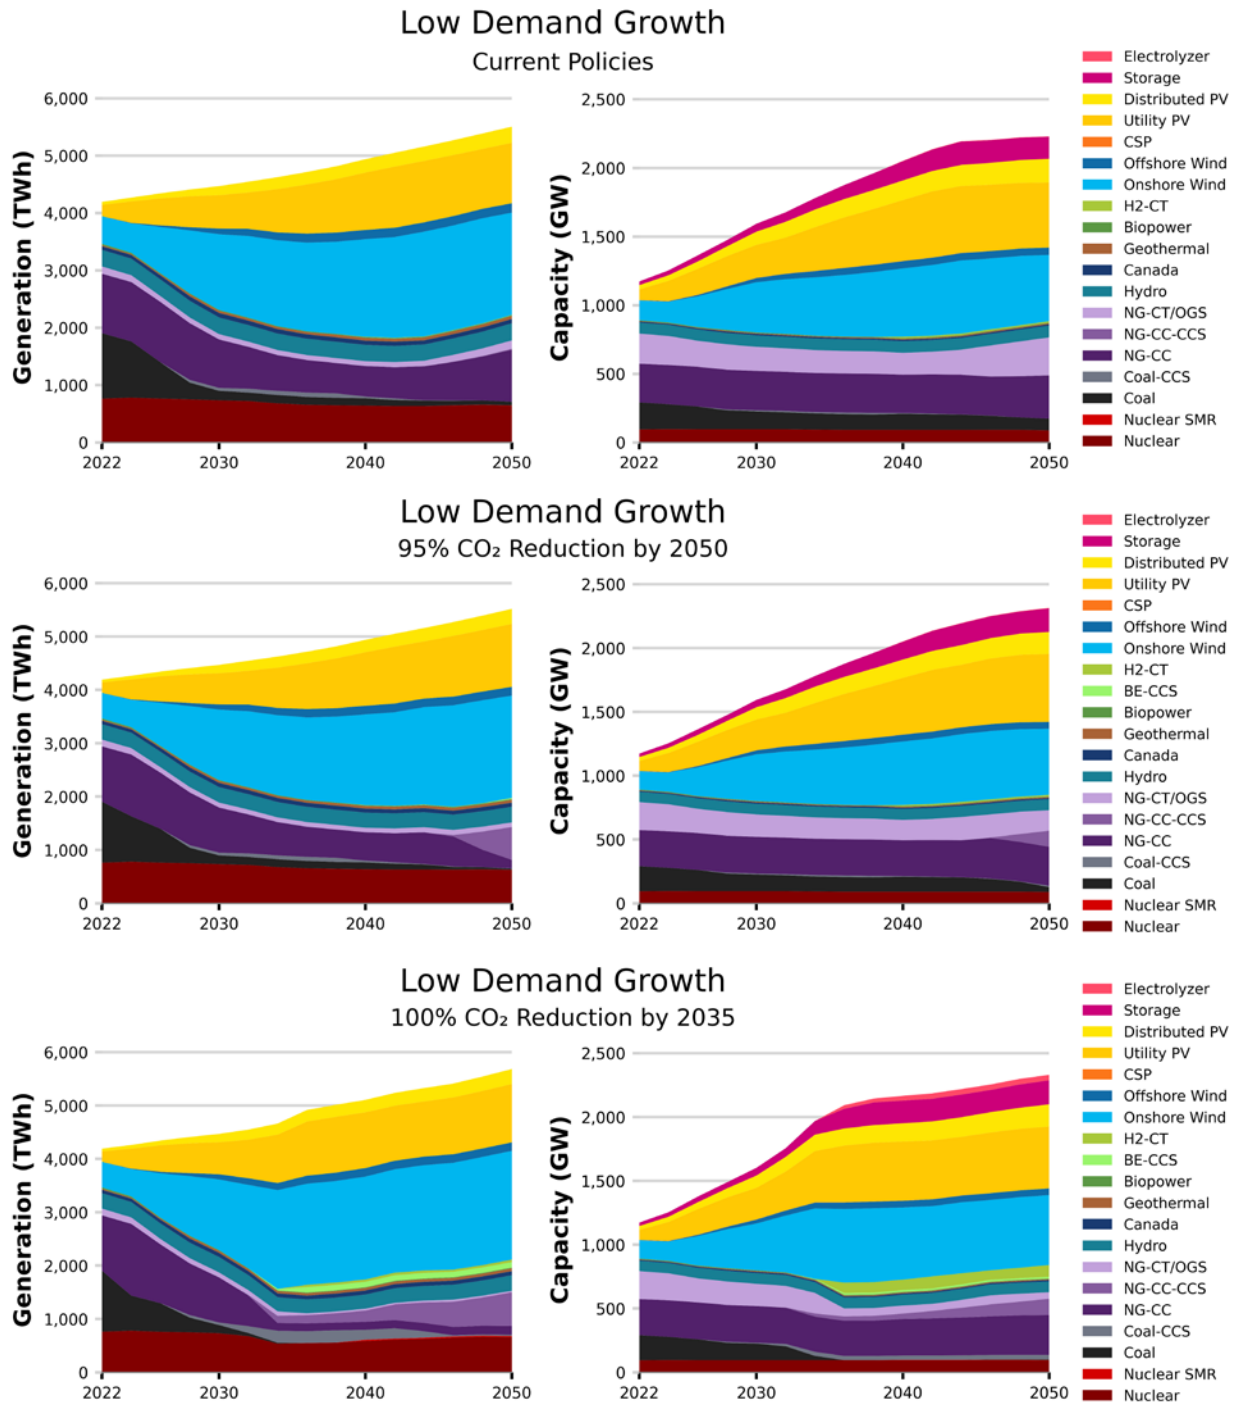 Low Demand Growth
Current Policies
Generation (TWh)
6,000
5,000
4,000
3,000
2,000
1,000
0
2022
2030
2040
2050
Capacity (GW)
2,500
2,000
1,500
1,000
500
0
2022
2030
2040
2050
Electrolyzer
Storage
Distributed PV
Utility PV
CSP
Offshore Wind
Onshore Wind
H2-CT
Biopower
Geothermal
Canada
Hydro
NG-CT/OGS
NG-CC-CCS
NG-CC
Coal-CCS
Coal
Nuclear SMR
Nuclear
Low Demand Growth
95% CO₂ Reduction by 2050
Generation (TWh)
6,000
5,000
4,000
3,000
2,000
1,000
0
2022
2030
2040
2050
Capacity (GW)
2,500
2,000
1,500
1,000
500
0
2022
2030
2040
2050
Electrolyzer
Storage
Distributed PV
Utility PV
CSP
Offshore Wind
Onshore Wind
H2-CT
BE-CCS
Biopower
Geothermal
Canada
Hydro
NG-CT/OGS
NG-CC-CCS
NG-CC
Coal-CCS
Coal
Nuclear SMR
Nuclear
Low Demand Growth
100% CO₂ Reduction by 2035
Generation (TWh)
6,000
5,000
4,000
3,000
2,000
1,000
0
2022
2030
2040
2050
Capacity (GW)
2,500
2,000
1,500
1,000
500
0
2022
2030
2040
2050
Electrolyzer
Storage
Distributed PV
Utility PV
CSP
Offshore Wind
Onshore Wind
H2-CT
BE-CCS
Biopower
Geothermal
Canada
Hydro
NG-CT/OGS
NG-CC-CCS
NG-CC
Coal-CCS
Coal
Nuclear SMR
Nuclear